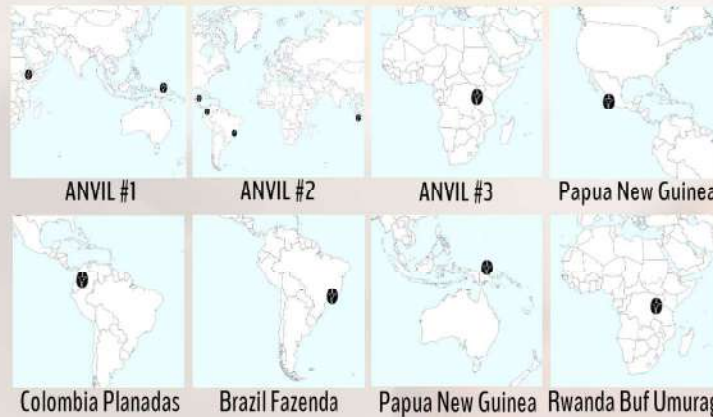 ANVIL #1 ANVIL #2 ANVIL #3 Papua New Guinea
Colombia Planadas Brazil Fazenda Papua New Guinea Rwanda Buf Umurag